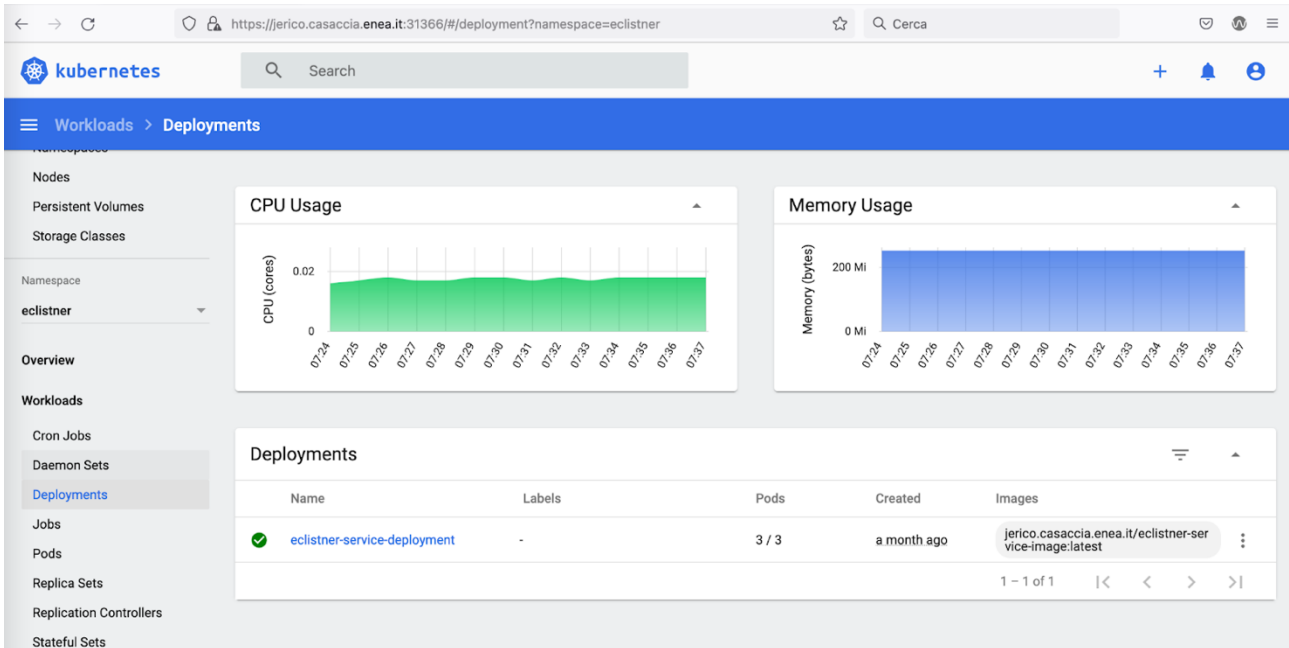 https://jerico.casaccia.enea.it:31366/#/deployment?namespace=eclistner
Cerca
kubernetes
Search
Workloads > Deployments
Namespaces
Nodes
Persistent Volumes
Storage Classes
Namespace
eclistner
Overview
Workloads
Cron Jobs
Daemon Sets
Deployments
Jobs
Pods
Replica Sets
Replication Controllers
Stateful Sets
CPU Usage
CPU (cores)
0.02
0
07:24 07:25 07:26 07:27 07:28 07:29 07:30 07:31 07:32 07:33 07:34 07:35 07:36 07:37
Memory Usage
Memory (bytes)
200 Mi
0 Mi
07:24 07:25 07:26 07:27 07:28 07:29 07:30 07:31 07:32 07:33 07:34 07:35 07:36 07:37
Deployments
Name Labels Pods Created Images
eclistner-service-deployment - 3 / 3 a month ago jerico.casaccia.enea.it/eclistner-ser
vice-image:latest
1 – 1 of 1